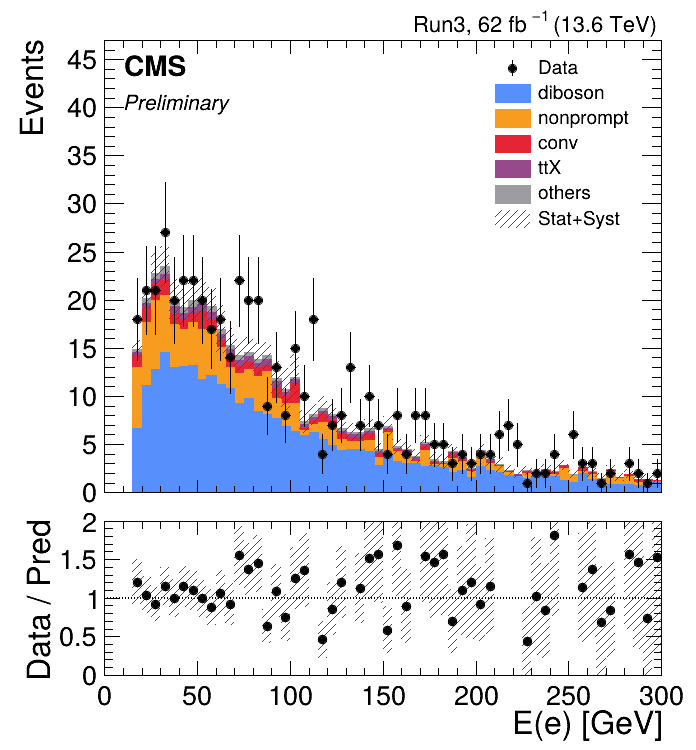 Run3, 62 fb⁻¹ (13.6 TeV)
CMS
Preliminary
Events
45
40
35
30
25
20
15
10
5
0
Data
diboson
nonprompt
conv
ttX
others
Stat+Syst
Data / Pred
2
1.5
1
0.5
0
0 50 100 150 200 250 300
E(e) [GeV]